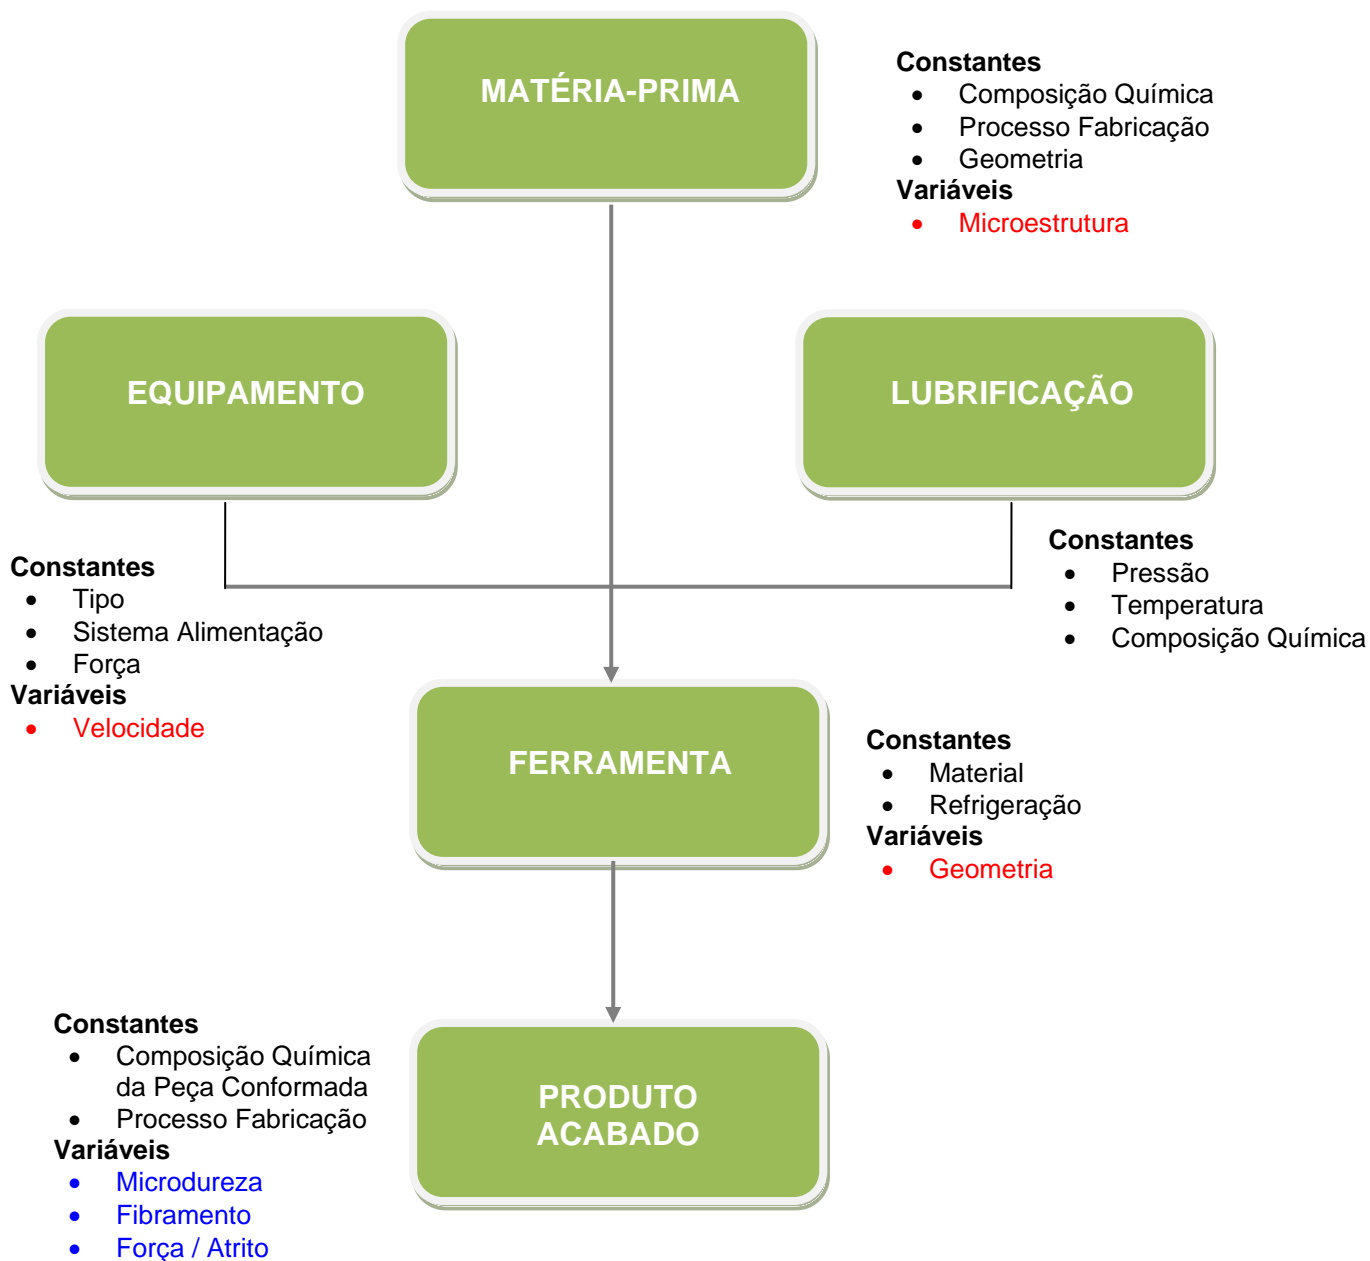 MATÉRIA-PRIMA
Constantes
• Composição Química
• Processo Fabricação
• Geometria
Variáveis
• Microestrutura
EQUIPAMENTO
LUBRIFICAÇÃO
Constantes
• Tipo
• Sistema Alimentação
• Força
Variáveis
• Velocidade
Constantes
• Pressão
• Temperatura
• Composição Química
FERRAMENTA
Constantes
• Material
• Refrigeração
Variáveis
• Geometria
Constantes
• Composição Química
da Peça Conformada
• Processo Fabricação
Variáveis
• Microdureza
• Fibramento
• Força / Atrito
PRODUTO
ACABADO